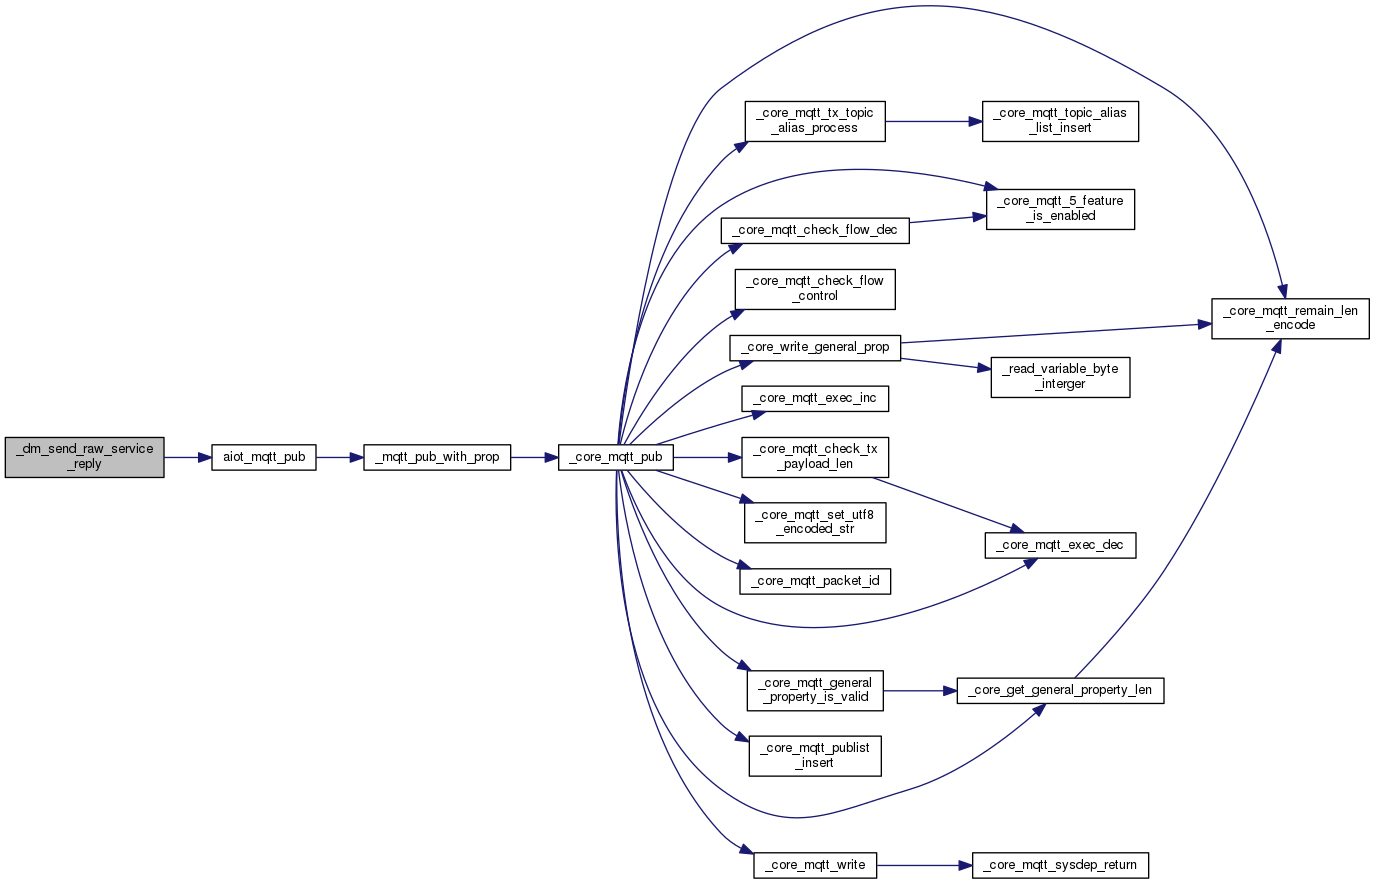 _dm_send_raw_service
_reply
aiot_mqtt_pub
_mqtt_pub_with_prop
_core_mqtt_pub
_core_mqtt_tx_topic
_alias_process
_core_mqtt_check_flow_dec
_core_mqtt_check_flow
_control
_core_write_general_prop
_core_mqtt_exec_inc
_core_mqtt_check_tx
_payload_len
_core_mqtt_set_utf8
_encoded_str
_core_mqtt_packet_id
_core_mqtt_general
_property_is_valid
_core_mqtt_publist
_insert
_core_mqtt_write
_core_mqtt_topic_alias
_list_insert
_core_mqtt_5_feature
_is_enabled
_read_variable_byte
_interger
_core_mqtt_exec_dec
_core_get_general_property_len
_core_mqtt_sysdep_return
_core_mqtt_remain_len
_encode